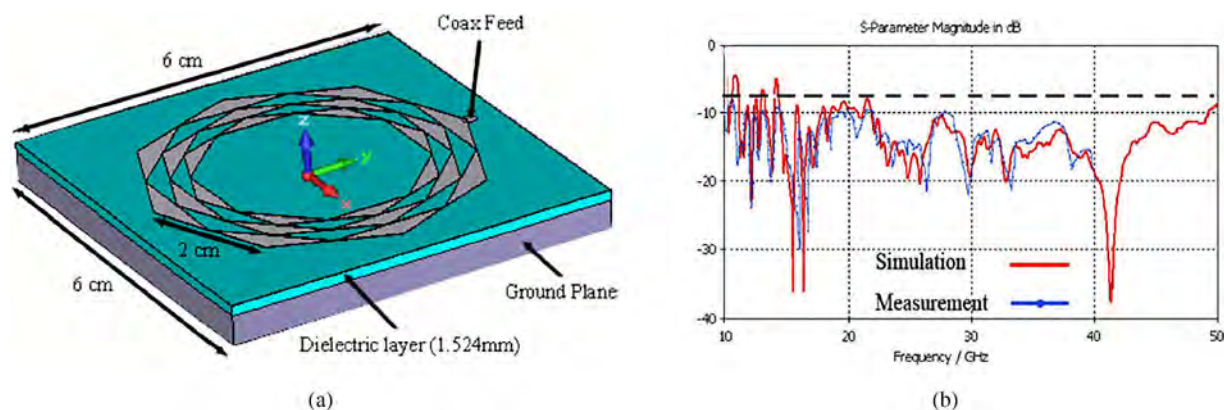 Coax Feed
6 cm
z
y
x
2 cm
6 cm
Ground Plane
Dielectric layer (1.524mm)
(a)
S-Parameter Magnitude in dB
0
-10
-20
-30
-40
Simulation
Measurement
10
20
30
40
50
Frequency / GHz
(b)